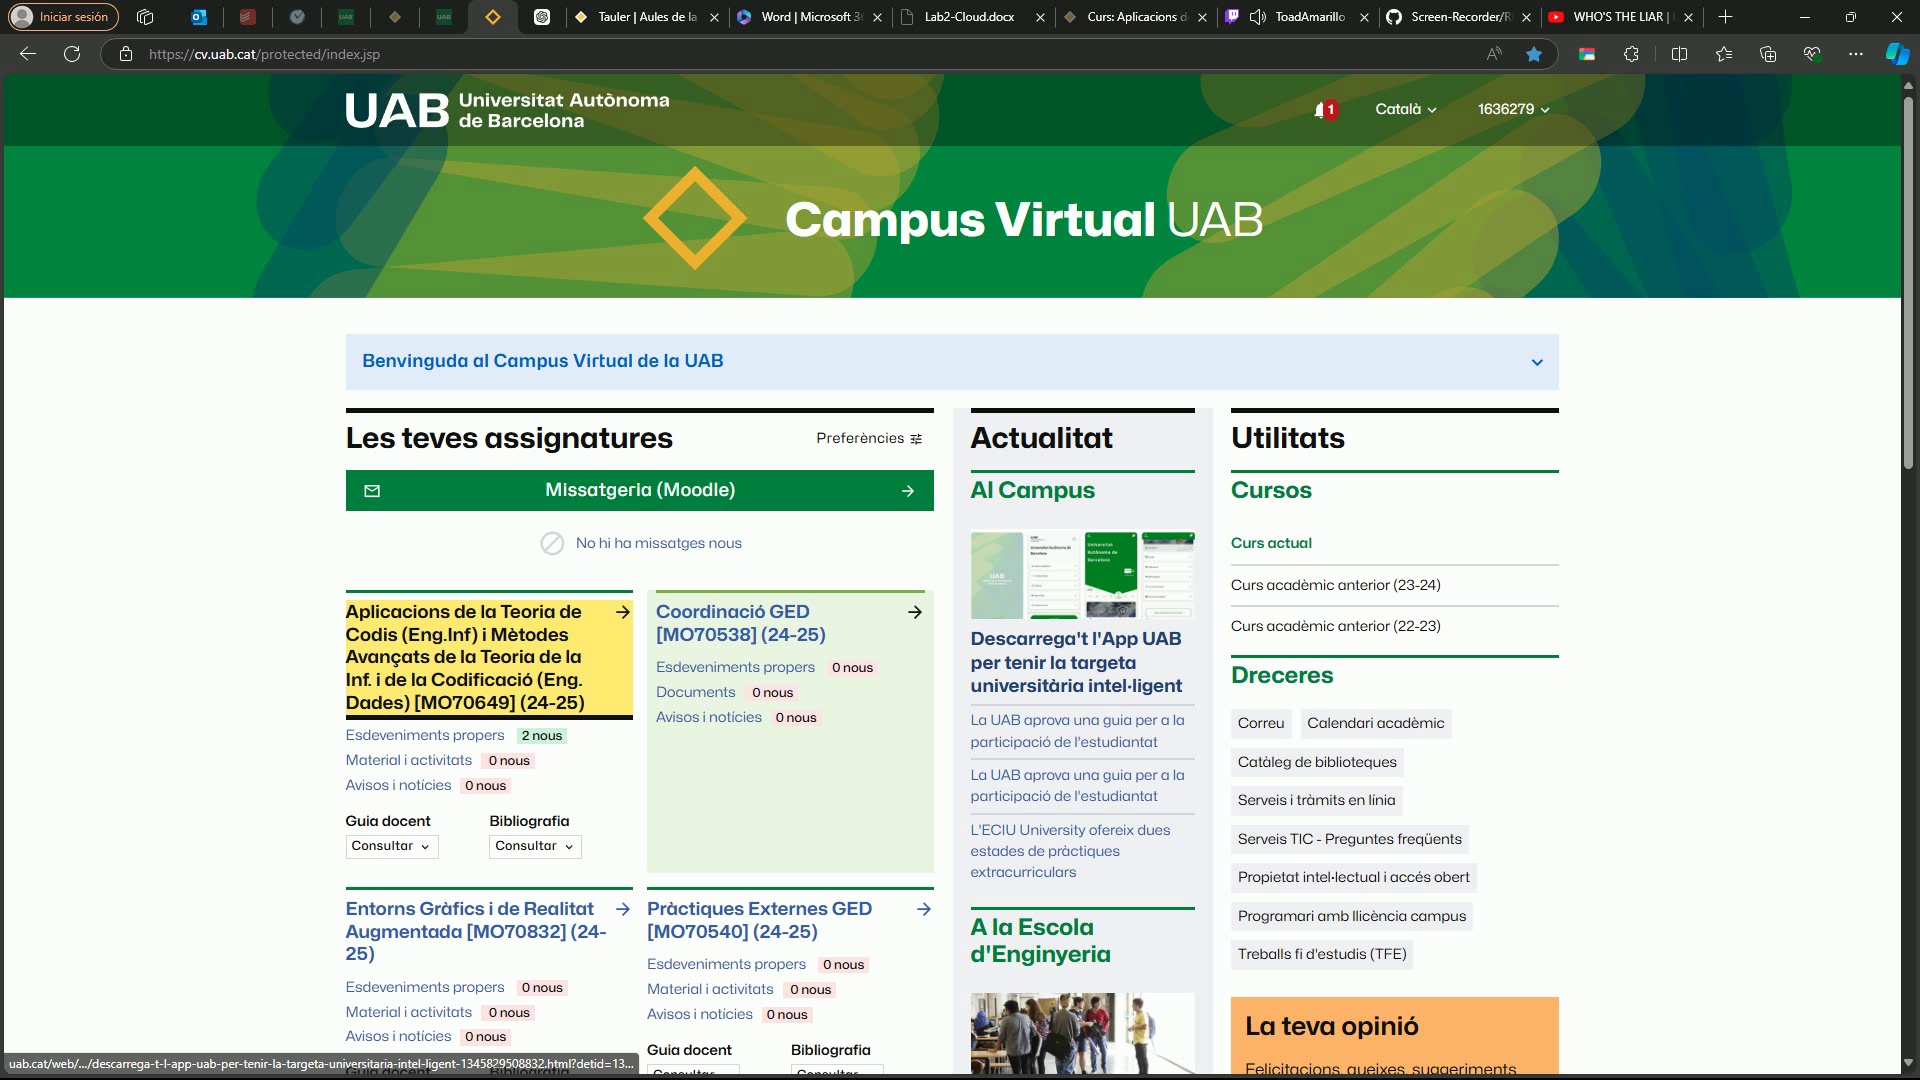 Iniciar sesión
Tauler | Aules de la
Word | Microsoft 36
Lab2-Cloud.docx
Curs: Aplicacions d
ToadAmarillo
Screen-Recorder/R
WHO'S THE LIAR |
https://cv.uab.cat/protected/index.jsp
UAB Universitat Autònoma
de Barcelona
1
Català
1636279
Campus Virtual UAB
Benvinguda al Campus Virtual de la UAB
Les teves assignatures
Preferències
Missatgeria (Moodle)
No hi ha missatges nous
Aplicacions de la Teoria de
Codis (Eng.Inf) i Mètodes
Avançats de la Teoria de la
Inf. i de la Codificació (Eng.
Dades) [MO70649] (24-25)
Esdeveniments propers 2 nous
Material i activitats 0 nous
Avisos i notícies 0 nous
Guia docent
Bibliografia
Consultar
Consultar
Coordinació GED
[MO70538] (24-25)
Esdeveniments propers 0 nous
Documents 0 nous
Avisos i notícies 0 nous
Entorns Gràfics i de Realitat
Augmentada [MO70832] (24-
25)
Esdeveniments propers 0 nous
Material i activitats 0 nous
Avisos i notícies 0 nous
Guia docent
Bibliografia
Pràctiques Externes GED
[MO70540] (24-25)
Esdeveniments propers 0 nous
Material i activitats 0 nous
Avisos i notícies 0 nous
Guia docent
Bibliografia
Consultar
Consultar
Actualitat
Al Campus
Descarrega't l'App UAB
per tenir la targeta
universitària intel·ligent
La UAB aprova una guia per a la
participació de l'estudiantat
La UAB aprova una guia per a la
participació de l'estudiantat
L'ECIU University ofereix dues
estades de pràctiques
extracurriculars
A la Escola
d'Enginyeria
Utilitats
Cursos
Curs actual
Curs acadèmic anterior (23-24)
Curs acadèmic anterior (22-23)
Dreceres
Correu
Calendari acadèmic
Catàleg de biblioteques
Serveis i tràmits en línia
Serveis TIC - Preguntes freqüents
Propietat intel·lectual i accés obert
Programari amb llicència campus
Treballs fi d'estudis (TFE)
La teva opinió
Felicitacions, queixes, suggeriments
uab.cat/web/.../descarrega-t-l-app-uab-per-tenir-la-targeta-universitaria-intel-ligent-1345829508832.html?detid=13...